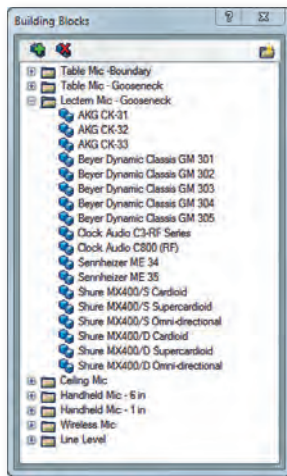 Building Blocks
Table Mic -Boundary
Table Mic - Gooseneck
Lectern Mic - Gooseneck
AKG CK-31
AKG CK-32
AKG CK-33
Beyer Dynamic Classis GM 301
Beyer Dynamic Classis GM 302
Beyer Dynamic Classis GM 303
Beyer Dynamic Classis GM 304
Beyer Dynamic Classis GM 305
Clock Audio C3-RF Series
Clock Audio C800 (RF)
Sennheizer ME 34
Sennheizer ME 35
Shure MX400/S Cardioid
Shure MX400/S Supercardioid
Shure MX400/S Omni-directional
Shure MX400/D Cardioid
Shure MX400/D Supercardioid
Shure MX400/D Omni-directional
Ceiling Mic
Handheld Mic - 6 in
Handheld Mic - 1 in
Wireless Mic
Line Level